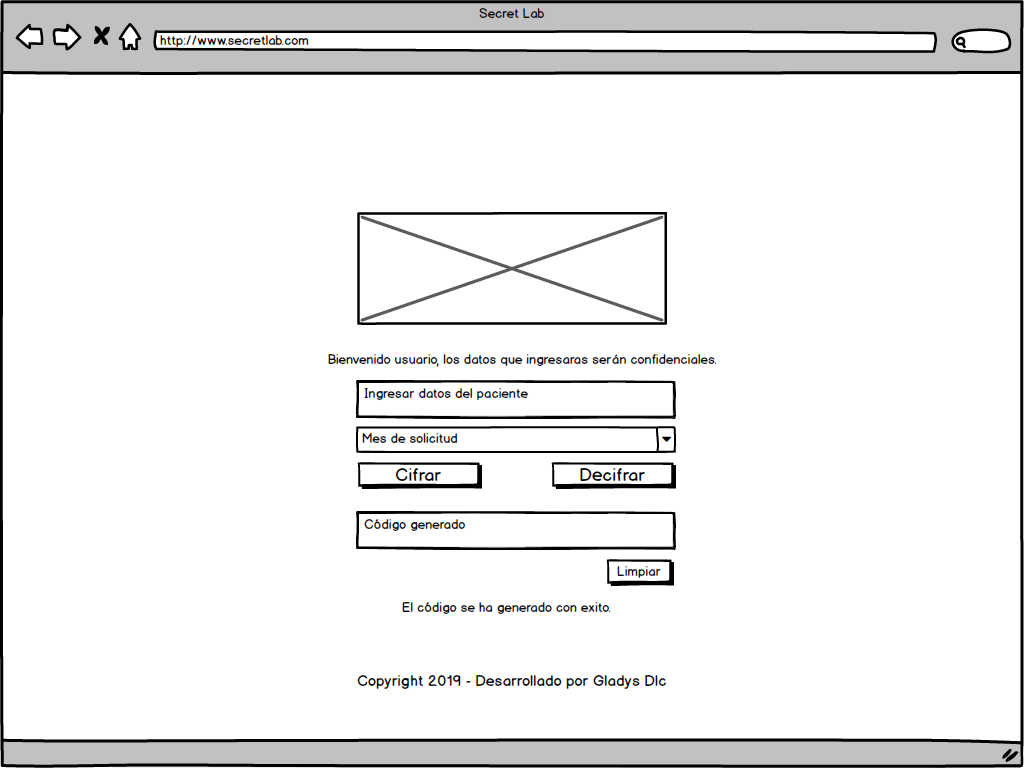 Secret Lab
http://www.secretlab.com
Bienvenido usuario, los datos que ingresaras serán confidenciales.
Ingresar datos del paciente
Mes de solicitud
Cifrar
Decifrar
Código generado
Limpiar
El código se ha generado con exito.
Copyright 2019 - Desarrollado por Gladys Dlc